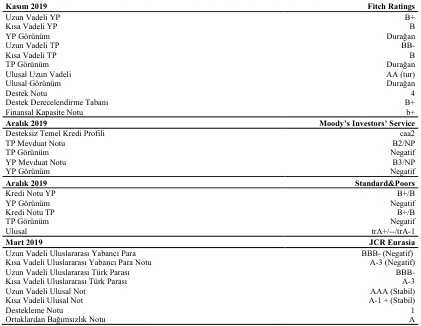 Kasım 2019 Fitch Ratings
Uzun Vadeli YP B+
Kısa Vadeli YP B
YP Görünüm Durağan
Uzun Vadeli TP BB-
Kısa Vadeli TP B
TP Görünüm Durağan
Ulusal Uzun Vadeli AA (tur)
Ulusal Görünüm Durağan
Destek Notu 4
Destek Derecelendirme Tabanı B+
Finansal Kapasite Notu b+
Aralık 2019 Moody's Investors' Service
Desteksiz Temel Kredi Profili caa2
TP Mevduat Notu B2/NP
TP Görünüm Negatif
YP Mevduat Notu B3/NP
YP Görünüm Negatif
Aralık 2019 Standard&Poors
Kredi Notu YP B+/B
YP Görünüm Negatif
Kredi Notu TP B+/B
TP Görünüm Negatif
Ulusal trA+/--/trA-1
Mart 2019 JCR Eurasia
Uzun Vadeli Uluslararası Yabancı Para BBB- (Negatif)
Kısa Vadeli Uluslararası Yabancı Para Notu A-3 (Negatif)
Uzun Vadeli Uluslararası Türk Parası BBB-
Kısa Vadeli Uluslararası Türk Parası A-3
Uzun Vadeli Ulusal Not AAA (Stabil)
Kısa Vadeli Ulusal Not A-1 + (Stabil)
Destekleme Notu 1
Ortaklardan Bağımsızlık Notu A